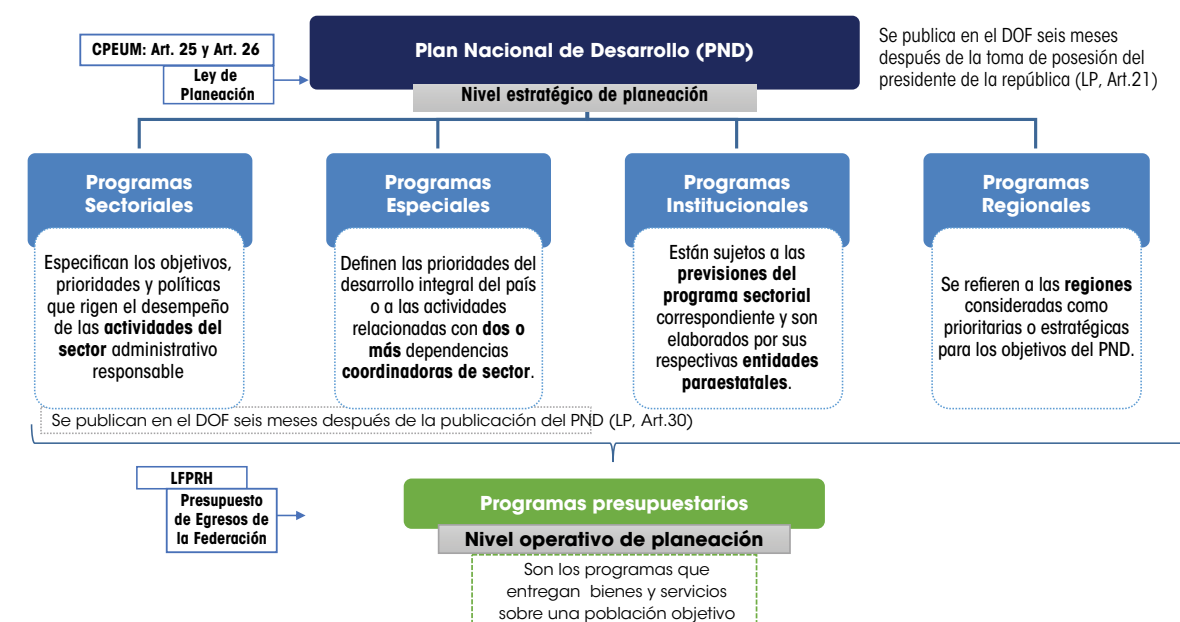 CPEUM: Art. 25 y Art. 26
Ley de
Planeación
Plan Nacional de Desarrollo (PND)
Nivel estratégico de planeación
Se publica en el DOF seis meses
después de la toma de posesión del
presidente de la república (LP, Art.21)
Programas
Sectoriales
Especifican los objetivos,
prioridades y políticas
que rigen el desempeño
de las actividades del
sector administrativo
responsable
Programas
Especiales
Definen las prioridades del
desarrollo integral del país
o a las actividades
relacionadas con dos o
más dependencias
coordinadoras de sector.
Programas
Institucionales
Están sujetos a las
previsiones del
programa sectorial
correspondiente y son
elaborados por sus
respectivas entidades
paraestatales.
Programas
Regionales
Se refieren a las regiones
consideradas como
prioritarias o estratégicas
para los objetivos del PND.
Se publican en el DOF seis meses después de la publicación del PND (LP, Art.30)
LFPRH
Presupuesto
de Egresos de
la Federación
Programas presupuestarios
Nivel operativo de planeación
Son los programas que
entregan bienes y servicios
sobre una población objetivo